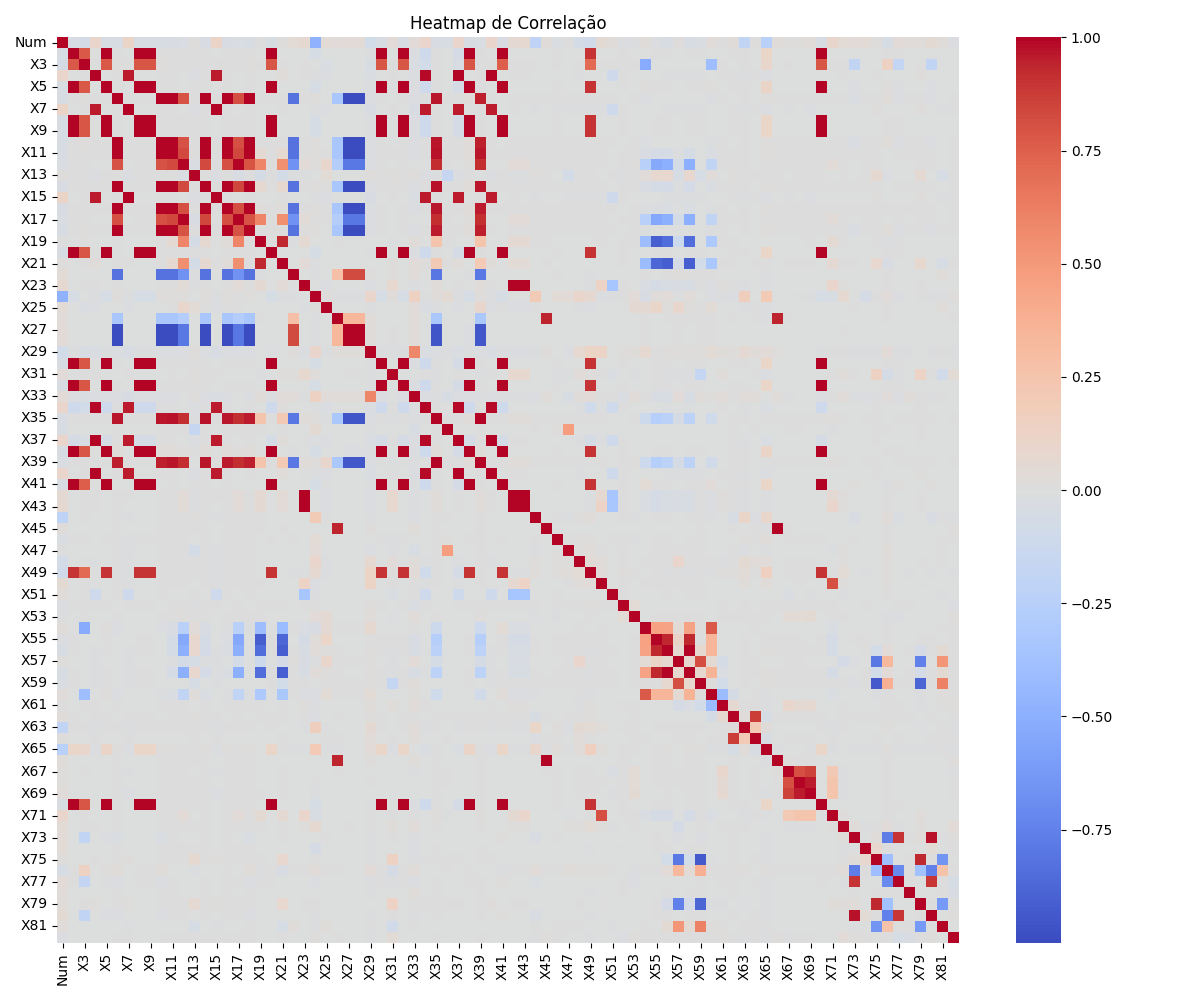 Heatmap de Correlação
Num
X3
X5
X7
X9
X11
X13
X15
X17
X19
X21
X23
X25
X27
X29
X31
X33
X35
X37
X39
X41
X43
X45
X47
X49
X51
X53
X55
X57
X59
X61
X63
X65
X67
X69
X71
X73
X75
X77
X79
X81
Num X3 X5 X7 X9 X11 X13 X15 X17 X19 X21 X23 X25 X27 X29 X31 X33 X35 X37 X39 X41 X43 X45 X47 X49 X51 X53 X55 X57 X59 X61 X63 X65 X67 X69 X71 X73 X75 X77 X79 X81
1.00
0.75
0.50
0.25
0.00
−0.25
−0.50
−0.75